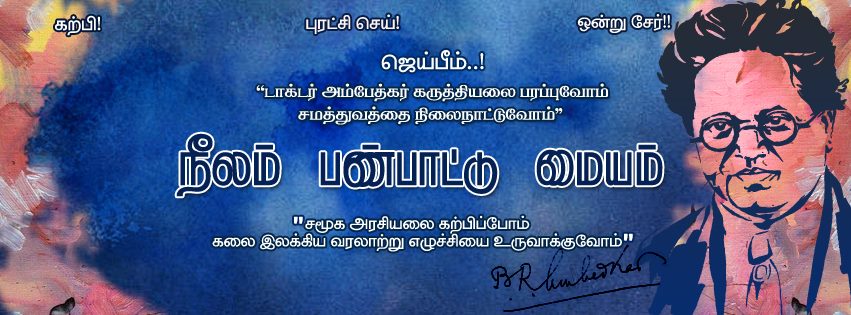 கற்பி! புரட்சி செய்! ஒன்று சேர்!!
ஜெய்பீம்..!
“டாக்டர் அம்பேத்கர் கருத்தியலை பரப்புவோம்
சமத்துவத்தை நிலைநாட்டுவோம்”
நீலம் பண்பாட்டு மையம்
"சமூக அரசியலை கற்பிப்போம்
கலை இலக்கிய வரலாற்று எழுச்சியை உருவாக்குவோம்"
B.R. Ambedkar